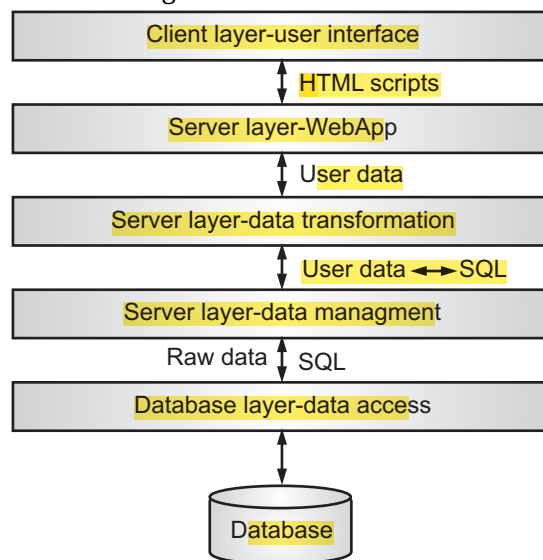 Client layer-user interface
HTML scripts
Server layer-WebApp
User data
Server layer-data transformation
User data SQL
Server layer-data managment
Raw data SQL
Database layer-data access
Database